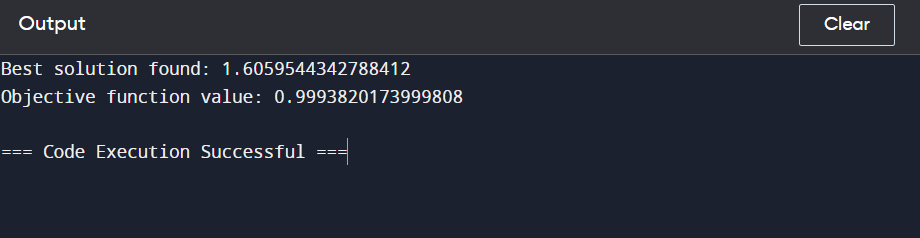 Output
Clear
Best solution found: 1.6059544342788412
Objective function value: 0.9993820173999808
=== Code Execution Successful ===